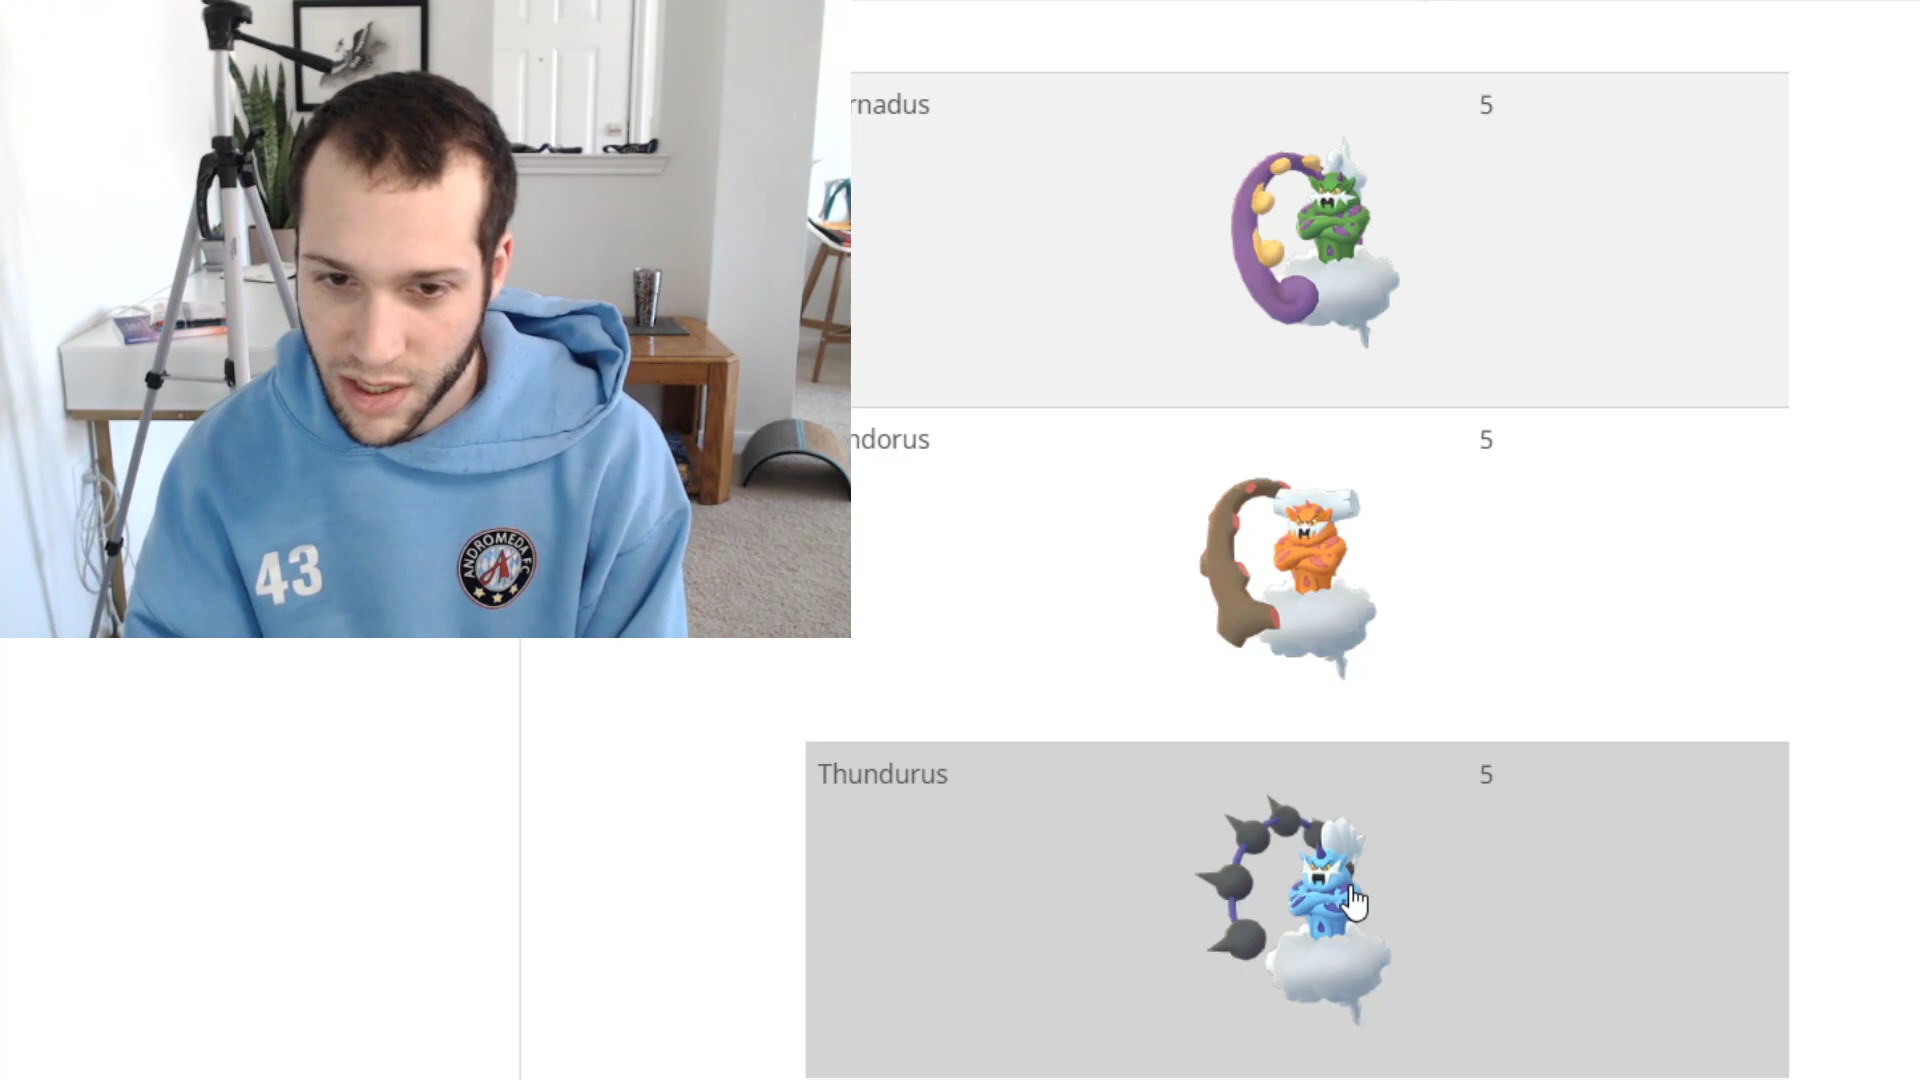 rnadus 5
ndorus 5
Thundurus 5
43
ANDROMEDA FC
A